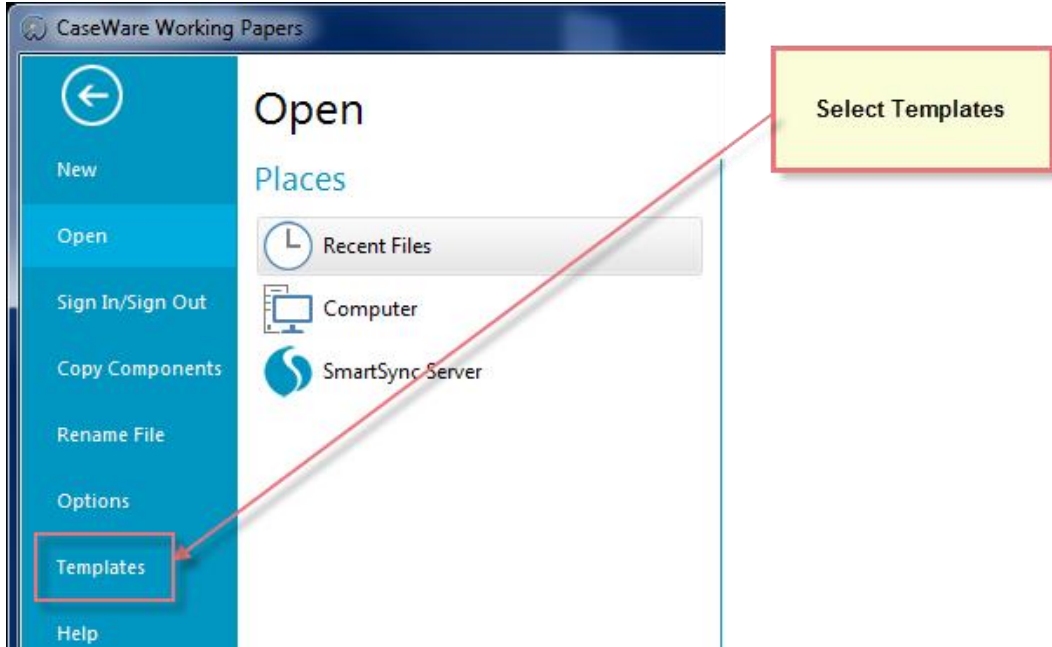 CaseWare Working Papers
Open
Select Templates
New
Places
Open
Recent Files
Sign In/Sign Out
Computer
Copy Components
SmartSync Server
Rename File
Options
Templates
Help